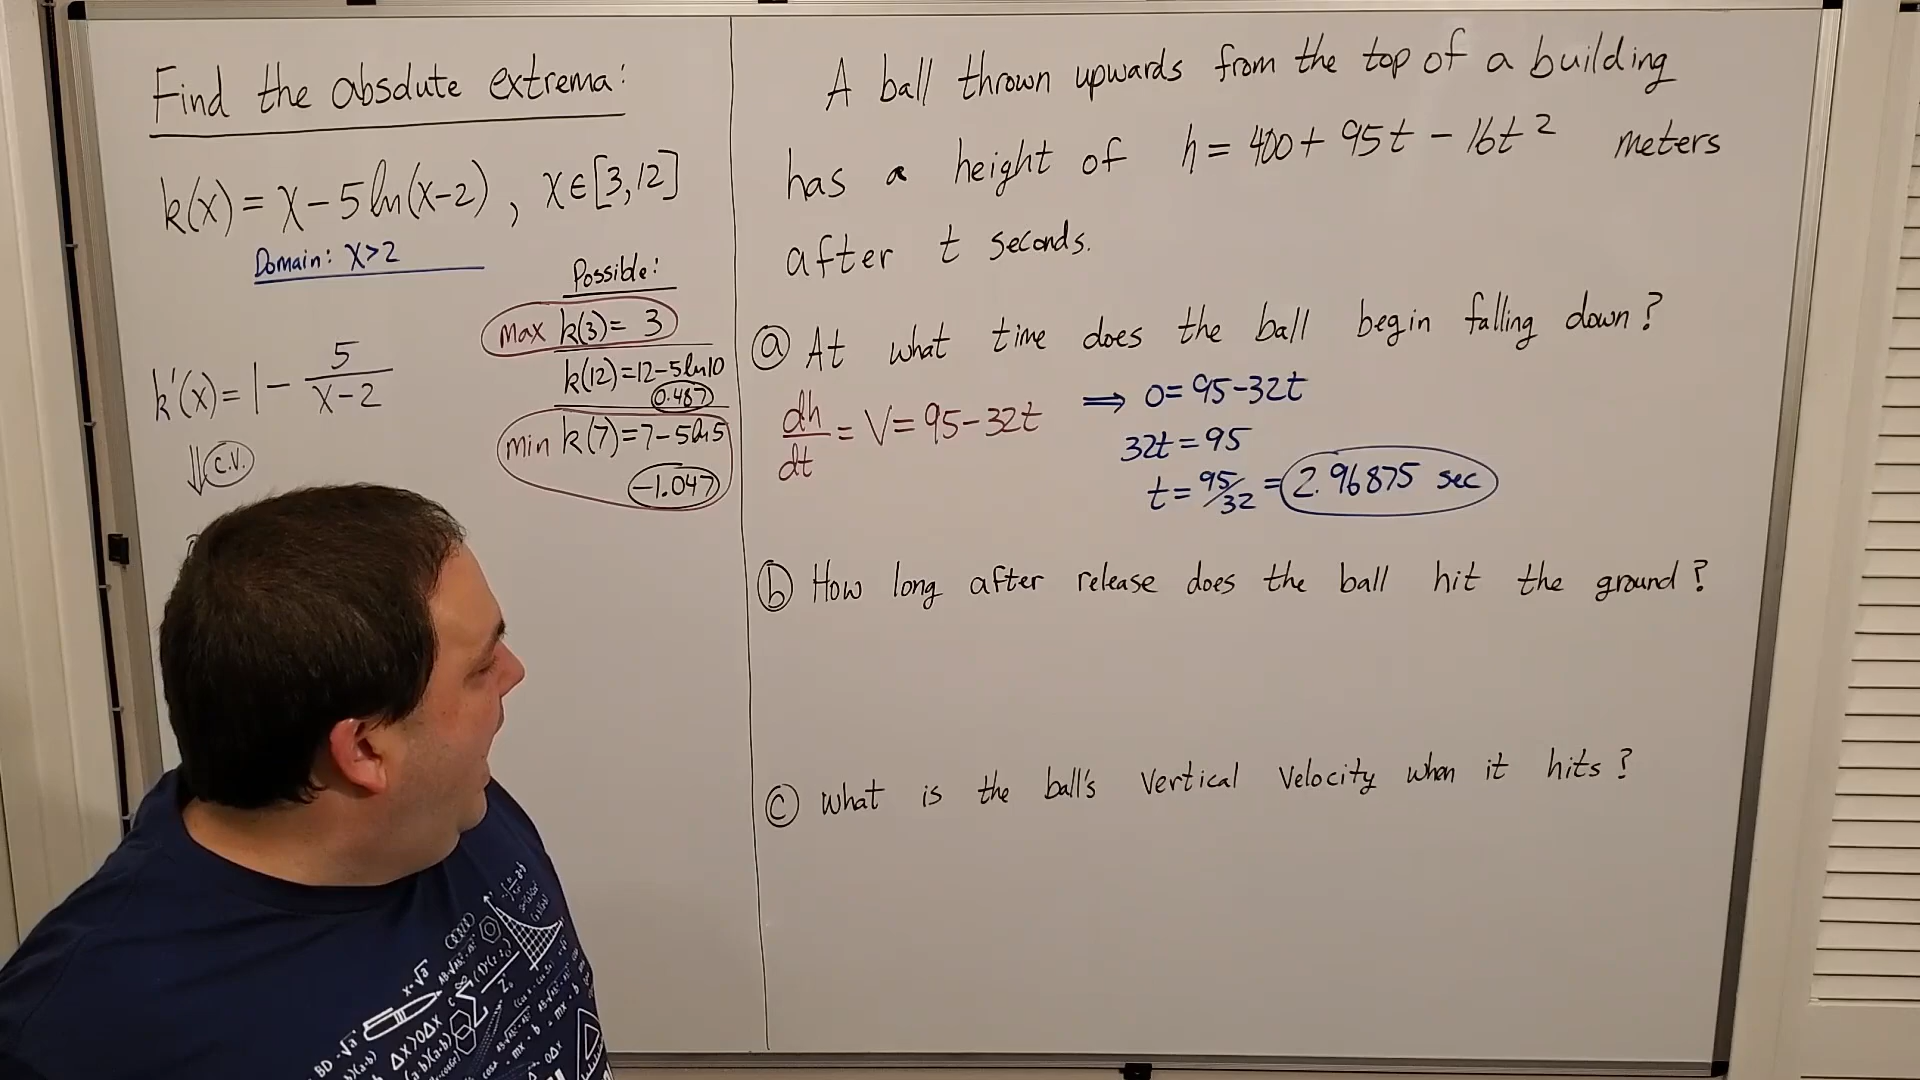 Find the absolute extrema:
k(x) = x - 5 ln(x-2), x ∈ [3,12]
Domain: x > 2
k'(x) = 1 - 5/(x-2)
C.V.
Possible:
max k(3) = 3
k(12) = 12 - 5 ln 10
0.487
min k(7) = 7 - 5 ln 5
-1.047
A ball thrown upwards from the top of a building
has a height of h = 400 + 95t - 16t² meters
after t seconds.
ⓐ At what time does the ball begin falling down?
dh/dt = V = 95 - 32t
⇒ 0 = 95 - 32t
32t = 95
t = 95/32 = 2.96875 sec
ⓑ How long after release does the ball hit the ground?
ⓒ What is the ball's vertical velocity when it hits?